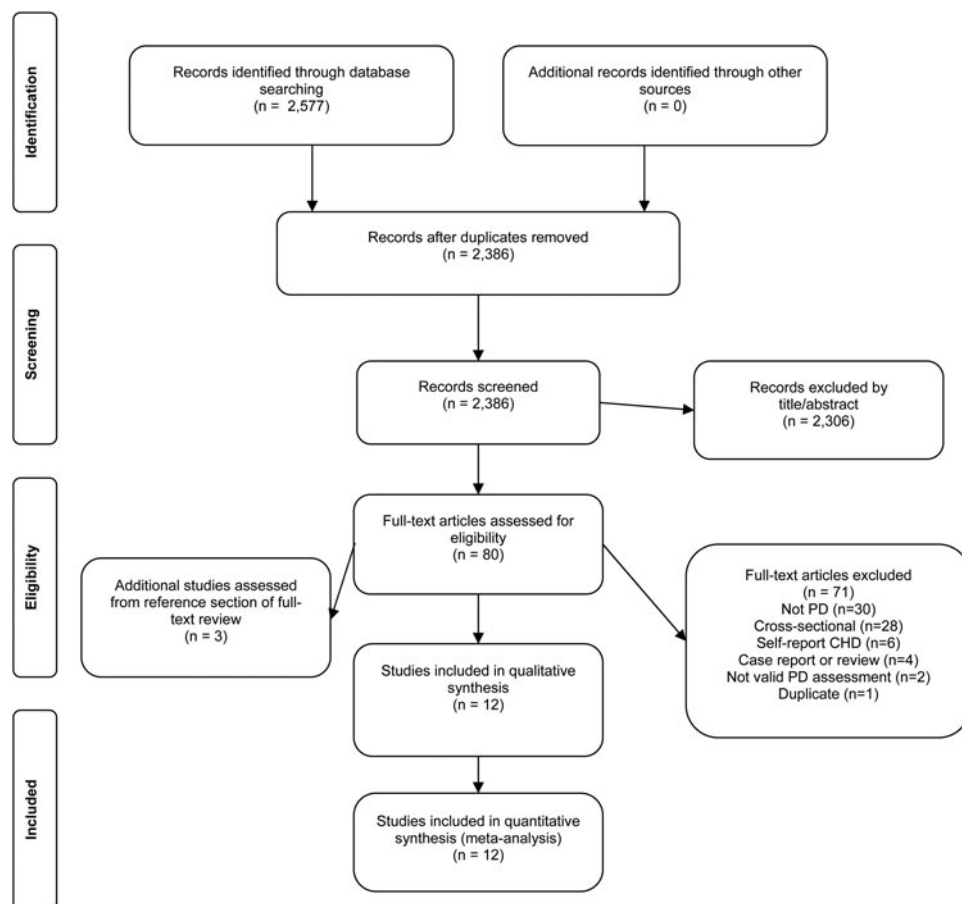 Identification
Records identified through database
searching
(n =  2,577)
Additional records identified through other
sources
(n = 0)
Records after duplicates removed
(n = 2,386)
Screening
Records screened
(n = 2,386)
Records excluded by
title/abstract
(n = 2,306)
Eligibility
Full-text articles assessed for
eligibility
(n = 80)
Additional studies assessed
from reference section of full-
text review
(n = 3)
Full-text articles excluded
(n = 71)
Not PD (n=30)
Cross-sectional (n=28)
Self-report CHD (n=6)
Case report or review (n=4)
Not valid PD assessment (n=2)
Duplicate (n=1)
Studies included in qualitative
synthesis
(n = 12)
Included
Studies included in quantitative
synthesis (meta-analysis)
(n = 12)